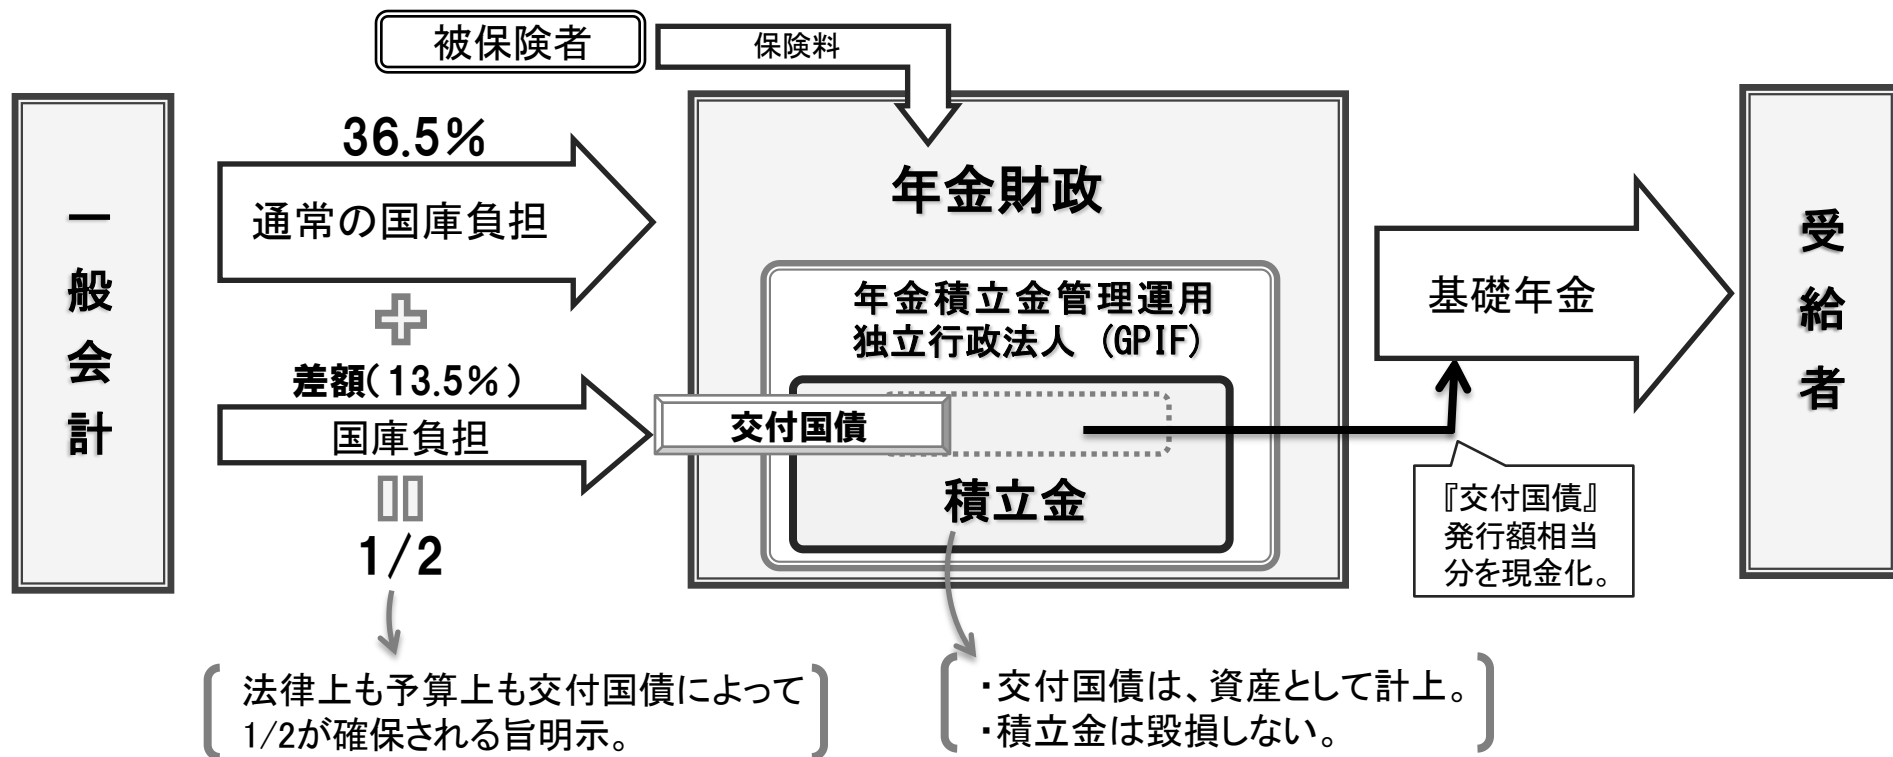 被保険者
保険料
一般会計
36.5%
通常の国庫負担
差額(13.5%)
国庫負担
1/2
年金財政
年金積立金管理運用
独立行政法人 (GPIF)
交付国債
積立金
基礎年金
受給者
『交付国債』
発行額相当
分を現金化。
法律上も予算上も交付国債によって
1/2が確保される旨明示。
・交付国債は、資産として計上。
・積立金は毀損しない。